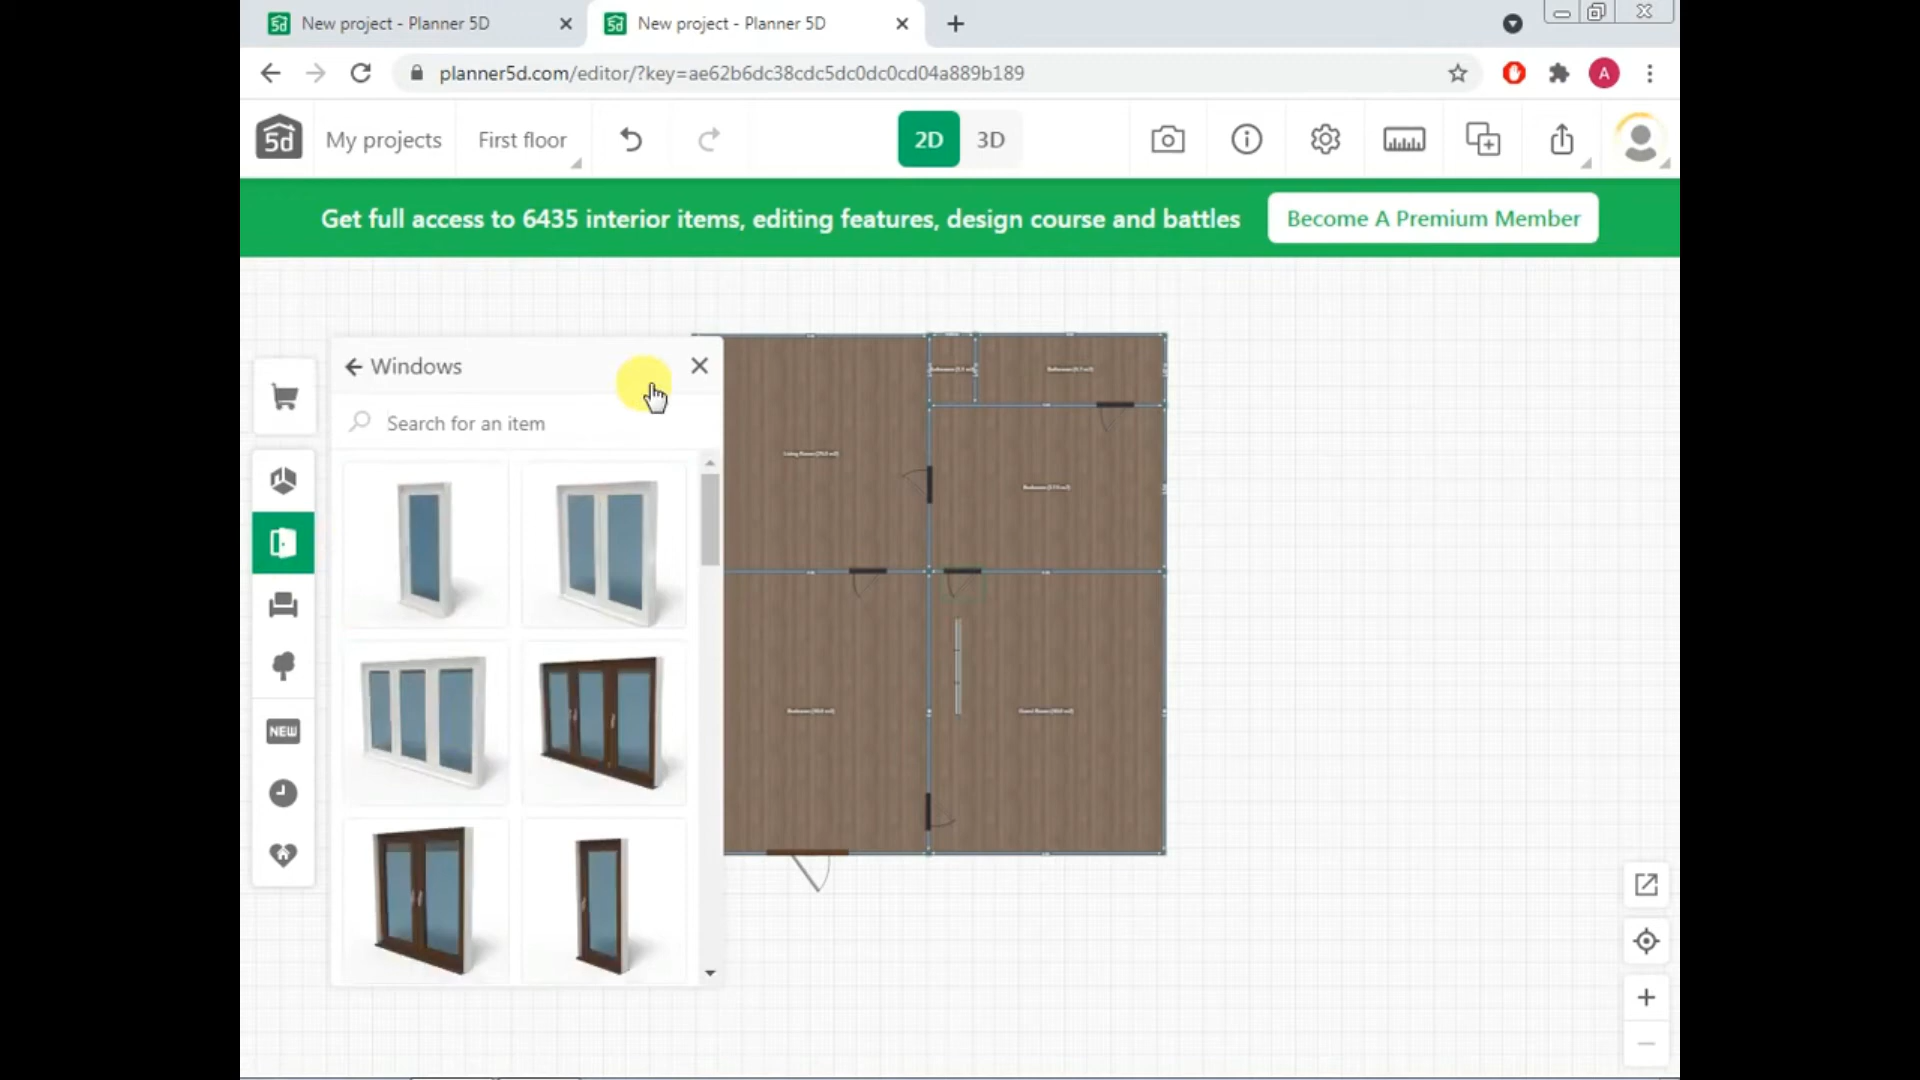 New project - Planner 5D
New project - Planner 5D
planner5d.com/editor/?key=ae62b6dc38cdc5dc0dc0cd04a889b189
A
5d
My projects
First floor
2D
3D
Get full access to 6435 interior items, editing features, design course and battles
Become A Premium Member
Windows
Search for an item
NEW